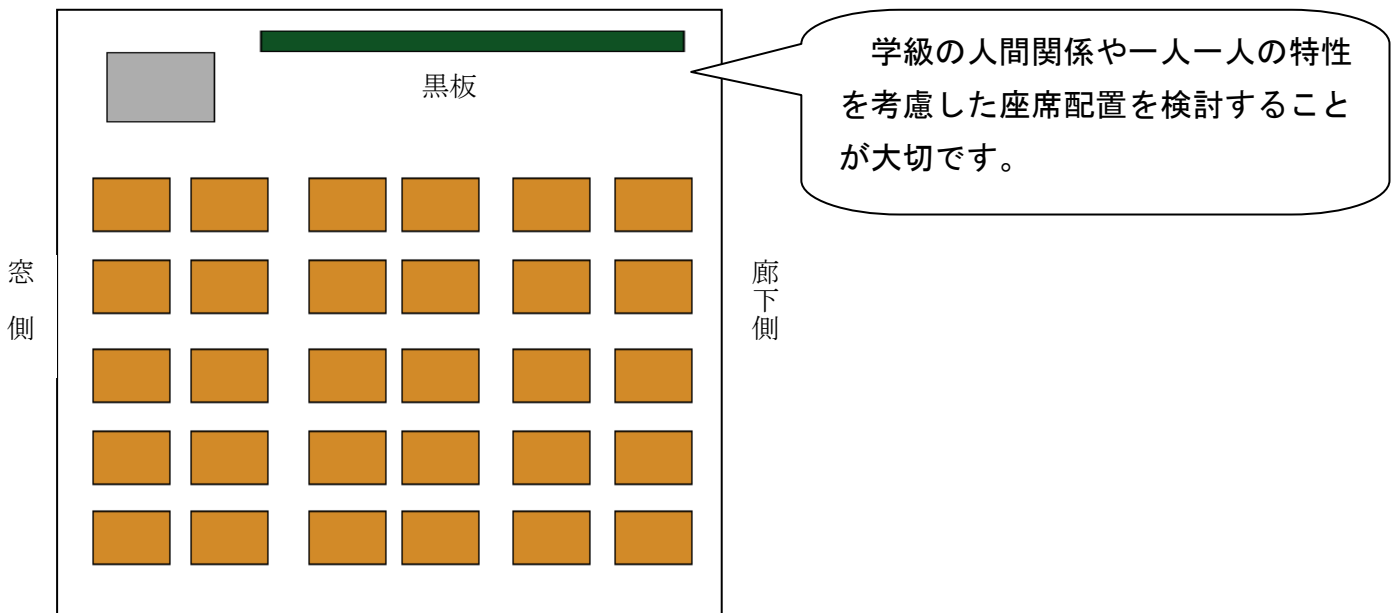 黒板
学級の人間関係や一人一人の特性
を考慮した座席配置を検討すること
が大切です。
窓側
廊下側